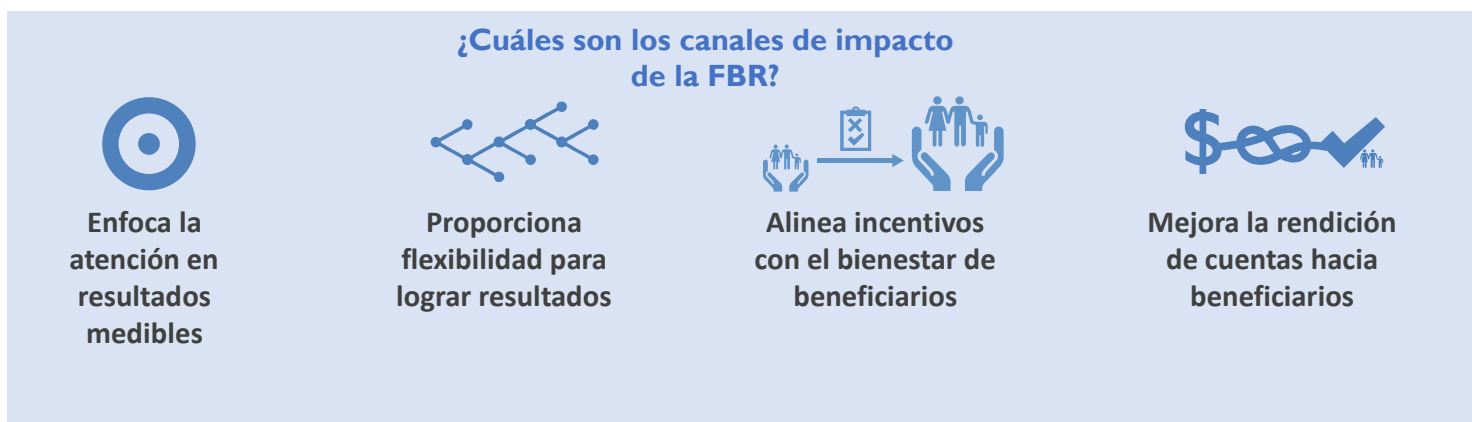 ¿Cuáles son los canales de impacto
de la FBR?
Enfoca la
atención en
resultados
medibles
Proporciona
flexibilidad para
lograr resultados
Alinea incentivos
con el bienestar de
beneficiarios
$
Mejora la rendición
de cuentas hacia
beneficiarios